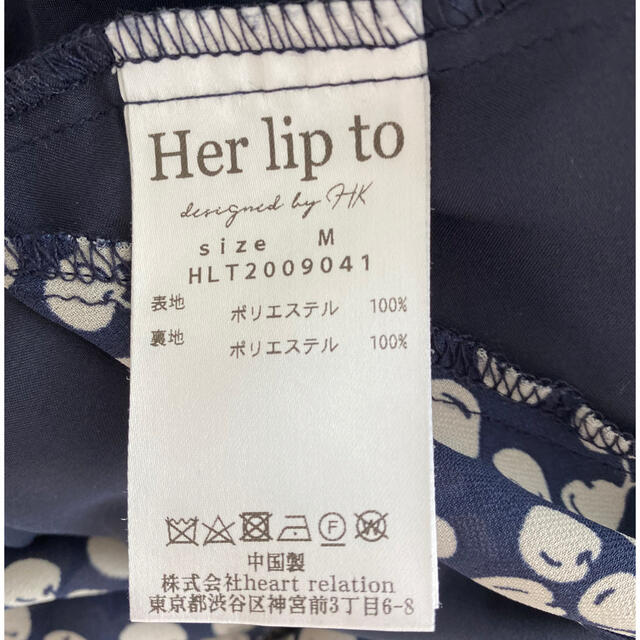 Her lip to
designed by HK
size M
HLT2009041
表地 ポリエステル 100%
裏地 ポリエステル 100%
F W
中国製
株式会社heart relation
東京都渋谷区神宮前3丁目6-8